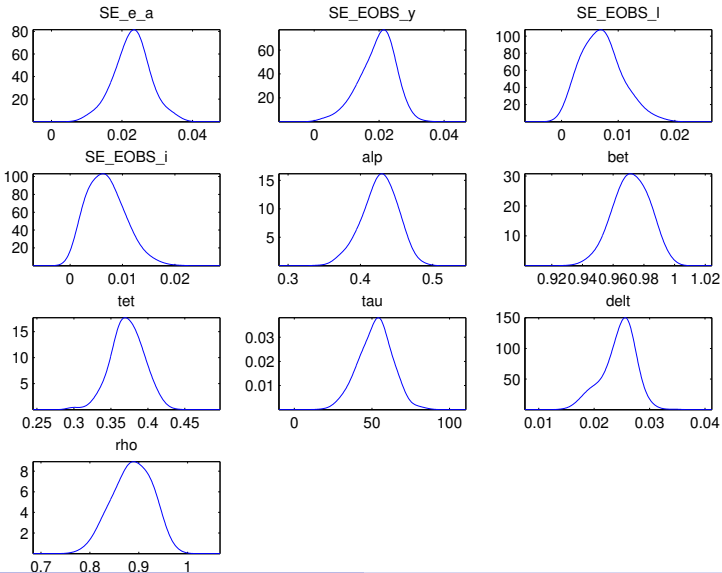 SE_e_a
80
60
40
20
0 0.02 0.04
SE_EOBS_y
60
40
20
0 0.02 0.04
SE_EOBS_l
100
80
60
40
20
0 0.01 0.02
SE_EOBS_i
100
80
60
40
20
0 0.01 0.02
alp
15
10
5
0.3 0.4 0.5
bet
30
20
10
0.92 0.94 0.96 0.98 1 1.02
tet
15
10
5
0.25 0.3 0.35 0.4 0.45
tau
0.03
0.02
0.01
0 50 100
delt
150
100
50
0.01 0.02 0.03 0.04
rho
8
6
4
2
0.7 0.8 0.9 1